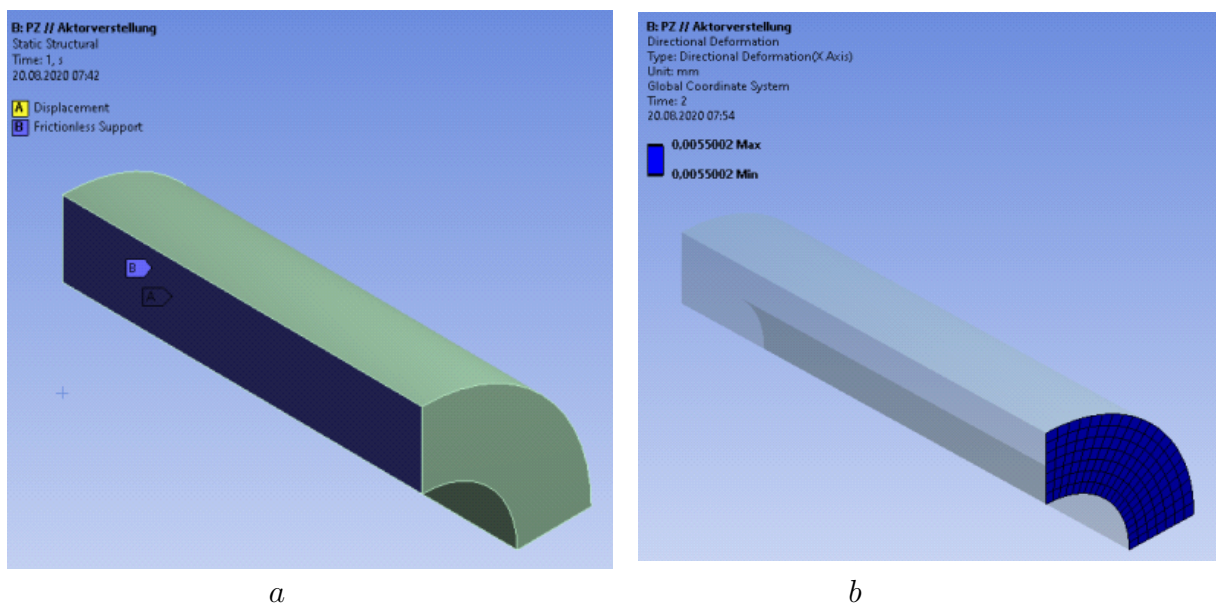 B: PZ // Aktorverstellung
Static Structural
Time: 1, s
20.08.2020 07:42
A Displacement
B Frictionless Support
B
A
a
B: PZ // Aktorverstellung
Directional Deformation
Type: Directional Deformation(X Axis)
Unit: mm
Global Coordinate System
Time: 2
20.08.2020 07:54
0,0055002 Max
0,0055002 Min
b